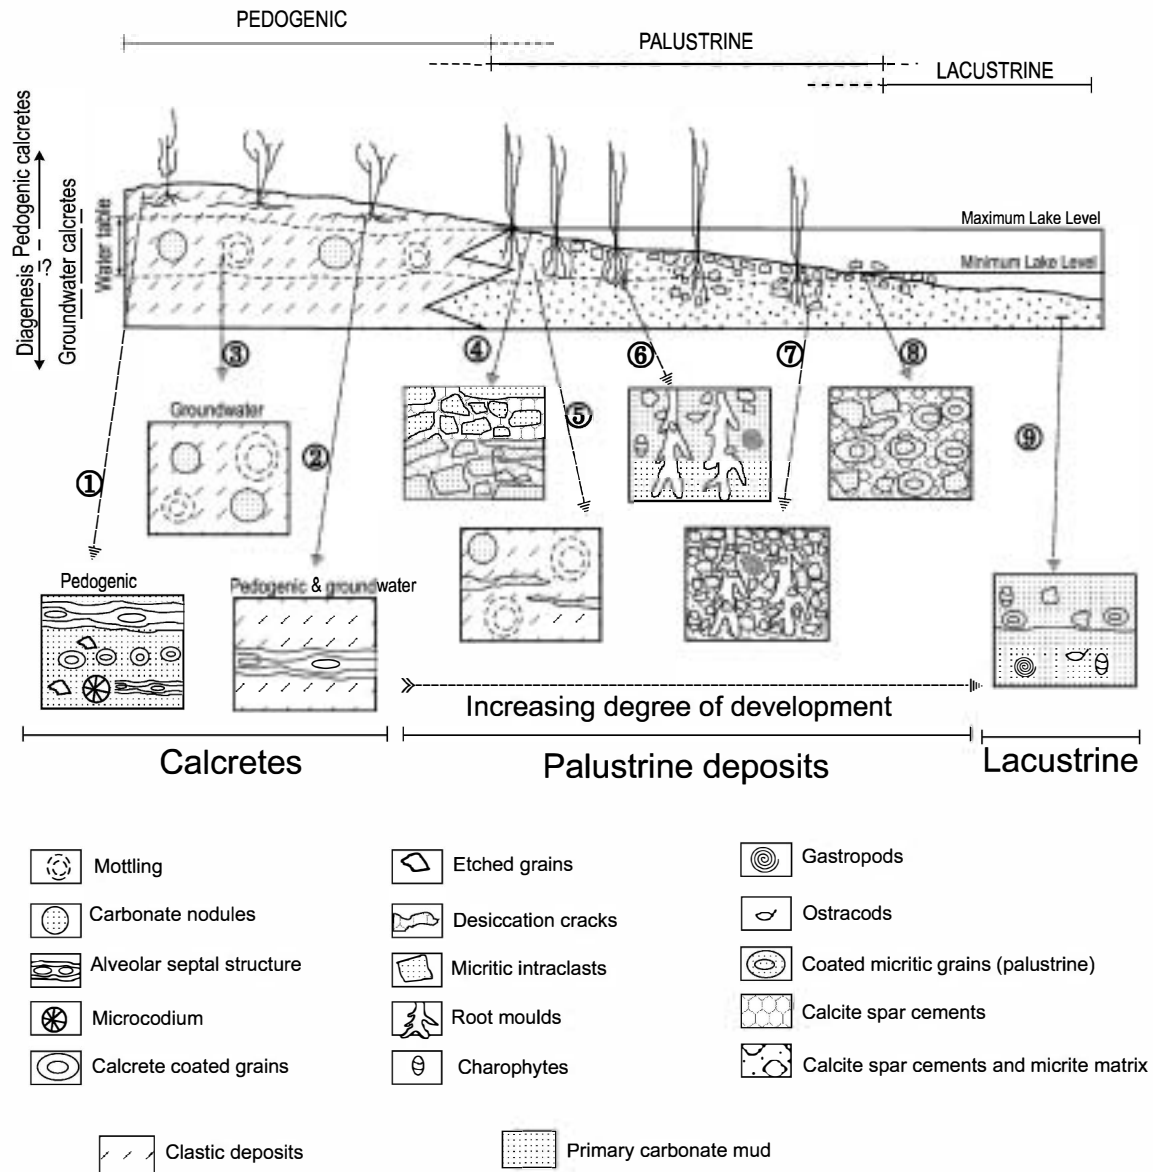 PEDOGENIC
PALUSTRINE
LACUSTRINE
Diagenesis Pedogenic calcretes
?
Groundwater calcretes
Water table
Maximum Lake Level
Minimum Lake Level
③
④
⑥
⑦
⑧
Groundwater
⑤
②
⑨
①
Pedogenic
Pedogenic & groundwater
Increasing degree of development
Calcretes
Palustrine deposits
Lacustrine
Mottling
Etched grains
Gastropods
Carbonate nodules
Desiccation cracks
Ostracods
Alveolar septal structure
Micritic intraclasts
Coated micritic grains (palustrine)
Microcodium
Root moulds
Calcite spar cements
Calcrete coated grains
Charophytes
Calcite spar cements and micrite matrix
Clastic deposits
Primary carbonate mud